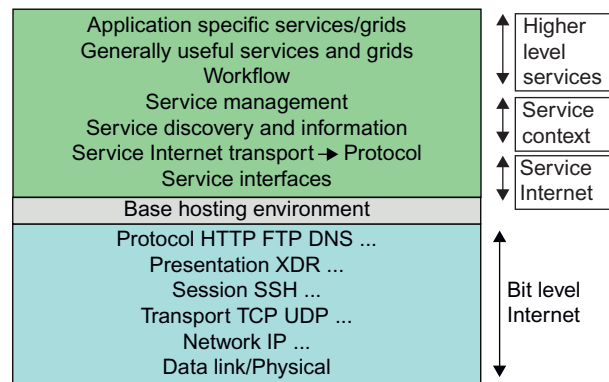 Application specific services/grids
Generally useful services and grids
Workflow
Service management
Service discovery and information
Service Internet transport → Protocol
Service interfaces
Higher
level
services
Service
context
Service
Internet
Base hosting environment
Protocol HTTP FTP DNS ...
Presentation XDR ...
Session SSH ...
Transport TCP UDP ...
Network IP ...
Data link/Physical
Bit level
Internet